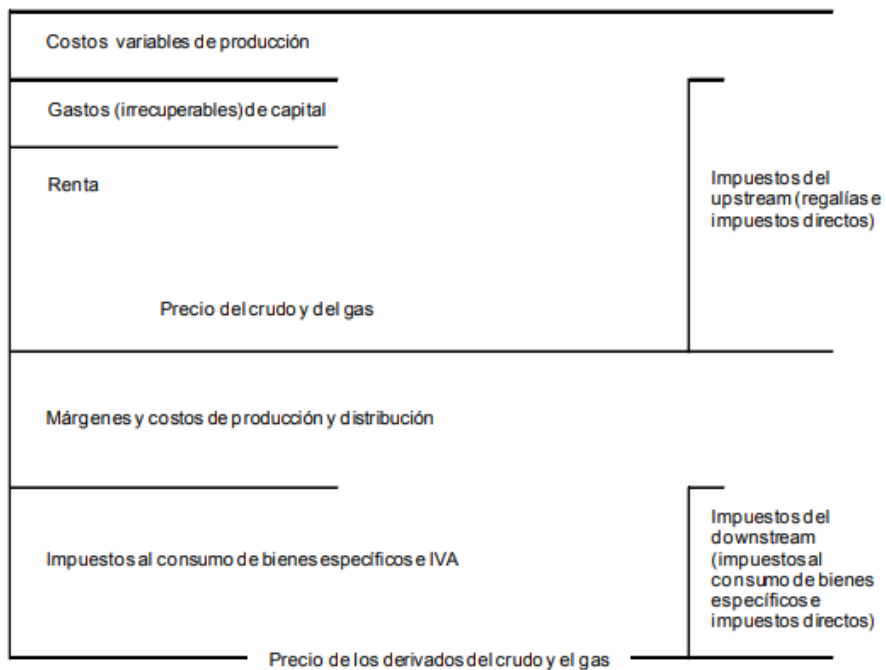 Costos variables de producción
Gastos (irrecuperables) de capital
Renta
Impuestos del
upstream (regalías e
impuestos directos)
Precio del crudo y del gas
Márgenes y costos de producción y distribución
Impuestos al consumo de bienes específicos e IVA
Impuestos del
downstream
(impuestos al
consumo de bienes
específicos e
impuestos directos)
Precio de los derivados del crudo y el gas